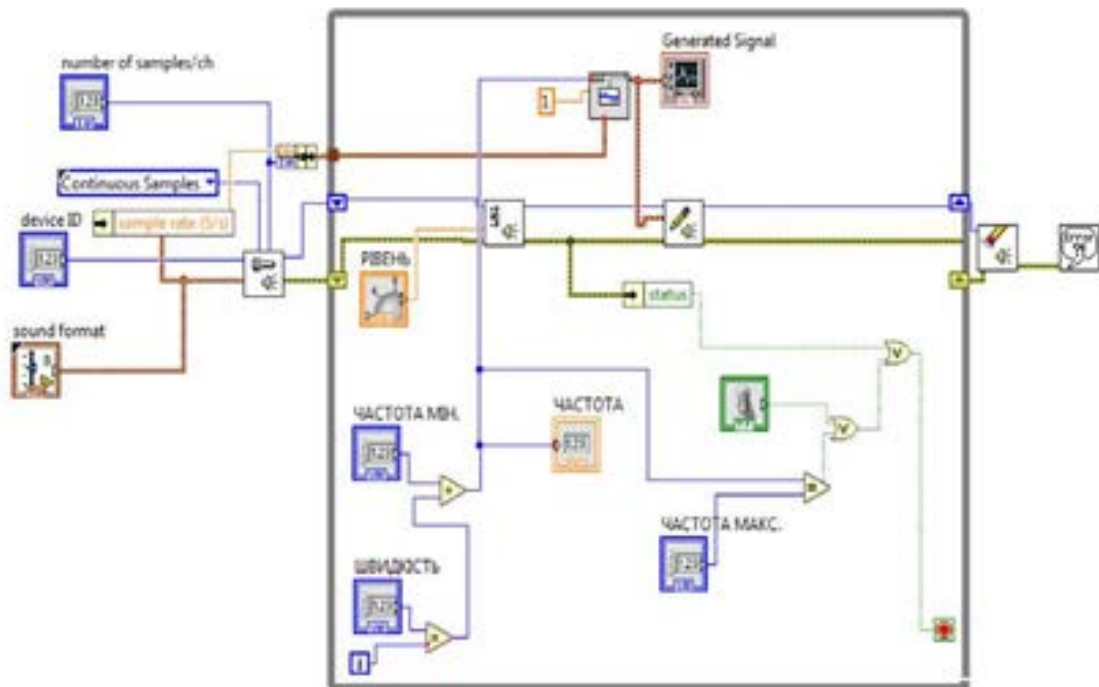 Generated Signal
number of samples/ch
1
Continuous Samples
device ID
sample rate (S/s)
РІВЕНЬ
status
sound format
ЧАСТОТА МІН.
ЧАСТОТА
ЧАСТОТА МАКС.
ШВИДКІСТЬ
i
Error